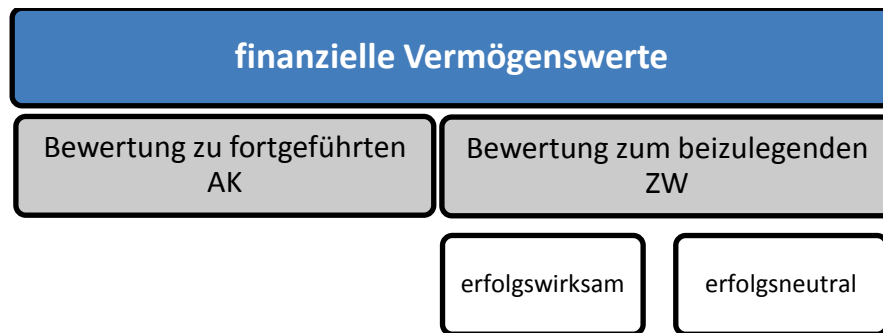 finanzielle Vermögenswerte
Bewertung zu fortgeführten
AK
Bewertung zum beizulegenden
ZW
erfolgswirksam
erfolgsneutral